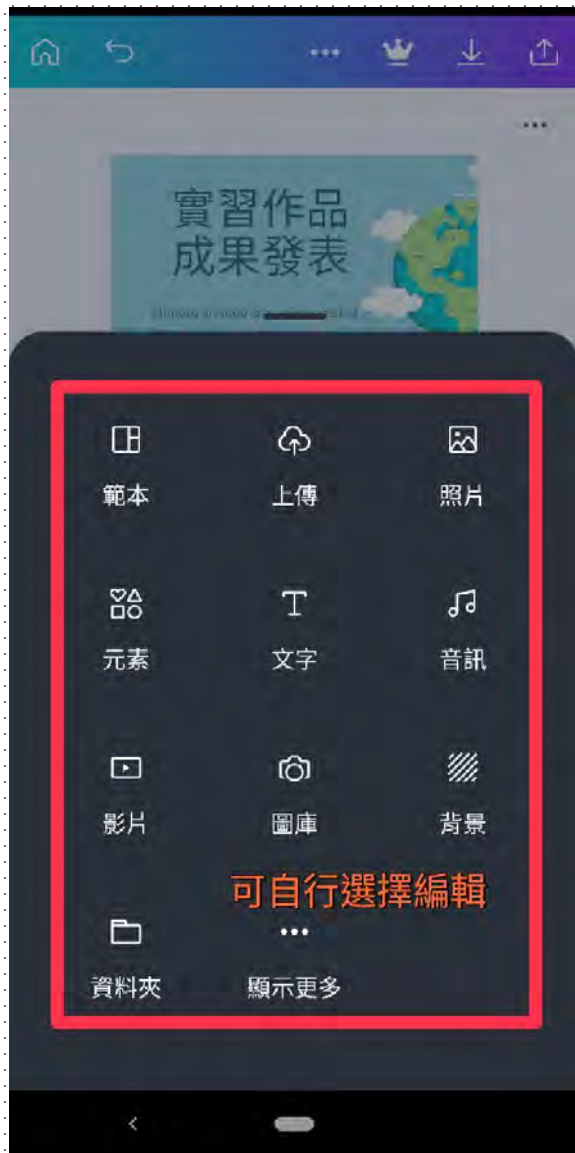 實習作品
成果發表
範本
上傳
照片
元素
文字
音訊
影片
圖庫
背景
可自行選擇編輯
資料夾
顯示更多